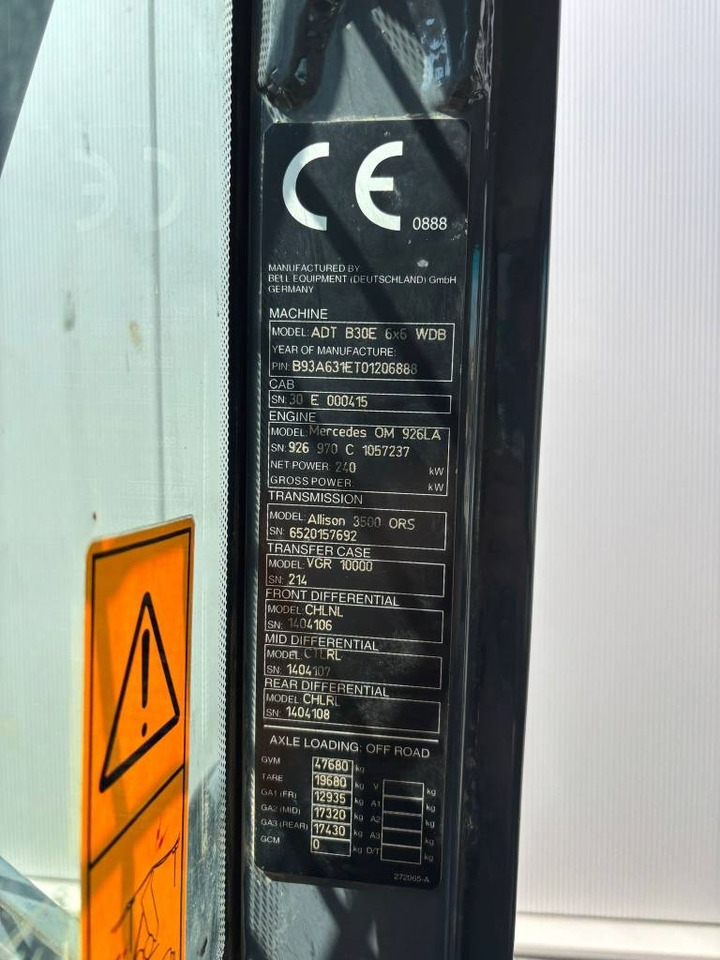 CE 0888
MANUFACTURED BY
BELL EQUIPMENT (DEUTSCHLAND) GmbH
GERMANY
MACHINE
MODEL: ADT B30E 6x6 WDB
YEAR OF MANUFACTURE:
PIN: B93A631ET01206888
CAB
SN: 30 E 000415
ENGINE
MODEL: Mercedes OM 926LA
SN: 926 970 C 1057237
NET POWER: 240 kW
GROSS POWER: kW
TRANSMISSION
MODEL: Allison 3500 ORS
SN: 6520157692
TRANSFER CASE
MODEL: VGR 10000
SN: 214
FRONT DIFFERENTIAL
MODEL: CHLNL
SN: 1404106
MID DIFFERENTIAL
MODEL: CTLRL
SN: 1404107
REAR DIFFERENTIAL
MODEL: CHLRL
SN: 1404108
AXLE LOADING: OFF ROAD
GVM 47680 kg
TARE 19680 kg V kg
GA1 (FR) 12935 kg A1 kg
GA2 (MID) 17320 kg A2 kg
GA3 (REAR) 17430 kg A3 kg
GCM 0 kg D/T kg
272065-A